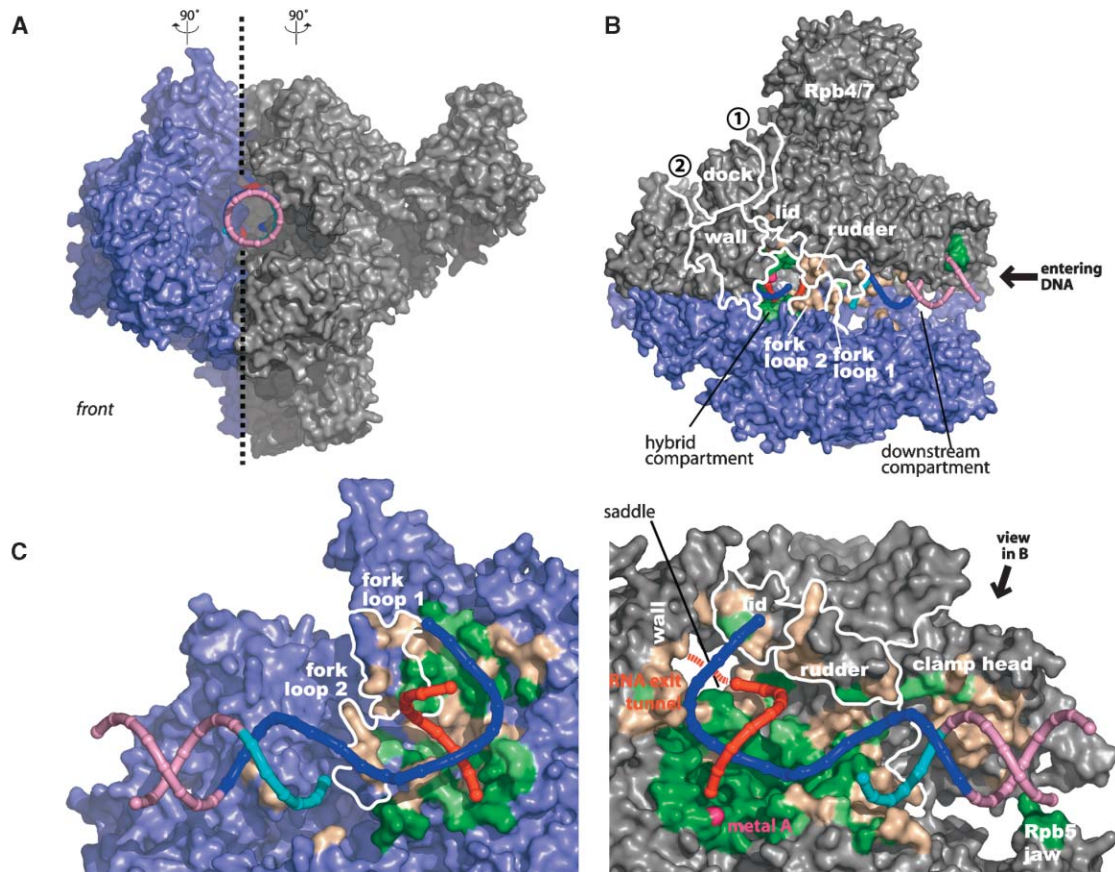 A
90°
90°
front
B
Rpb4/7
①
②
dock
lid
wall
rudder
entering
DNA
fork
loop 2
fork
loop 1
hybrid
compartment
downstream
compartment
C
fork
loop 1
fork
loop 2
saddle
view
in B
wall
lid
rudder
clamp head
RNA exit
tunnel
metal A
Rpb5
jaw